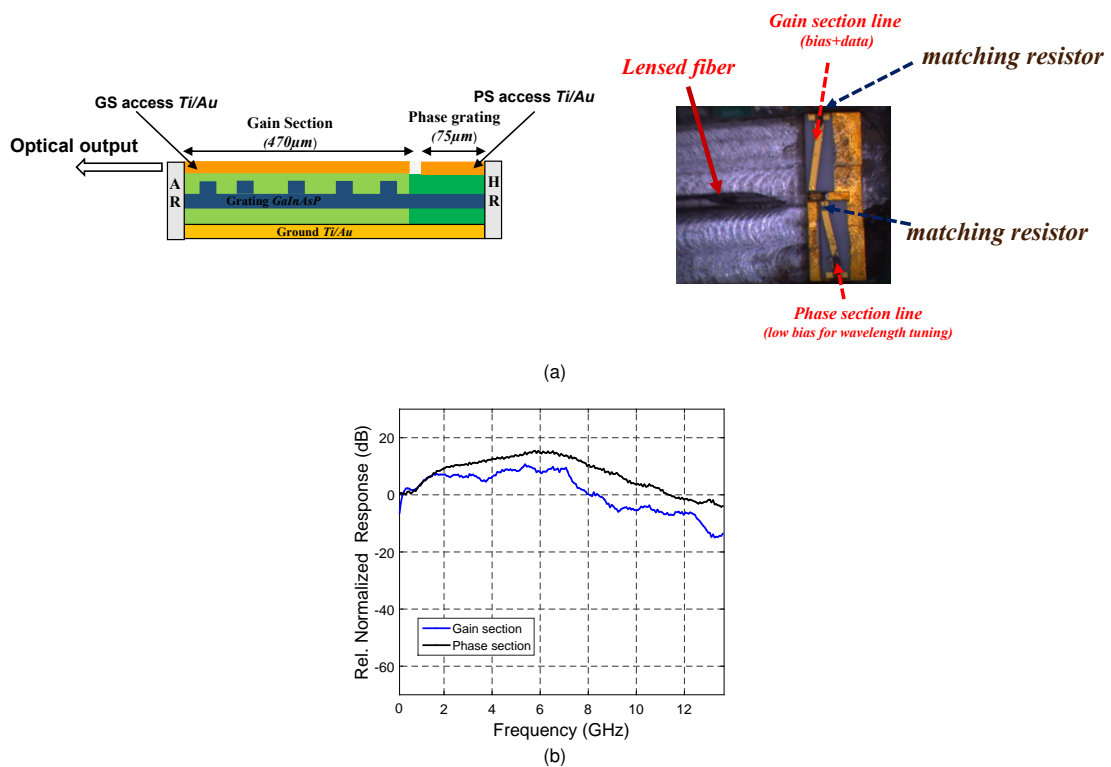 GS access Ti/Au
PS access Ti/Au
Gain Section
(470μm)
Phase grating
(75μm)
Optical output
A
R
H
R
Grating GaInAsP
Ground Ti/Au
Gain section line
(bias+data)
matching resistor
Lensed fiber
matching resistor
Phase section line
(low bias for wavelength tuning)
(a)
Rel. Normalized Response (dB)
20
0
-20
-40
-60
Gain section
Phase section
0 2 4 6 8 10 12
Frequency (GHz)
(b)